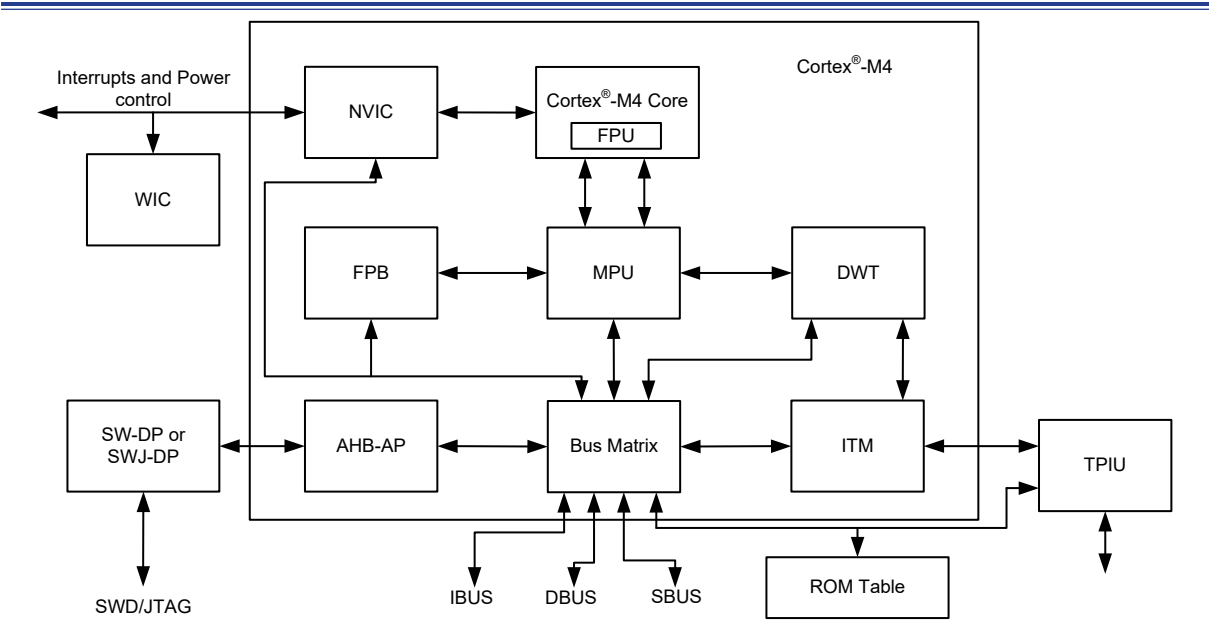 Cortex®-M4
Interrupts and Power
control
NVIC
Cortex®-M4 Core
FPU
WIC
FPB
MPU
DWT
SW-DP or
SWJ-DP
AHB-AP
Bus Matrix
ITM
TPIU
ROM Table
IBUS
DBUS
SBUS
SWD/JTAG